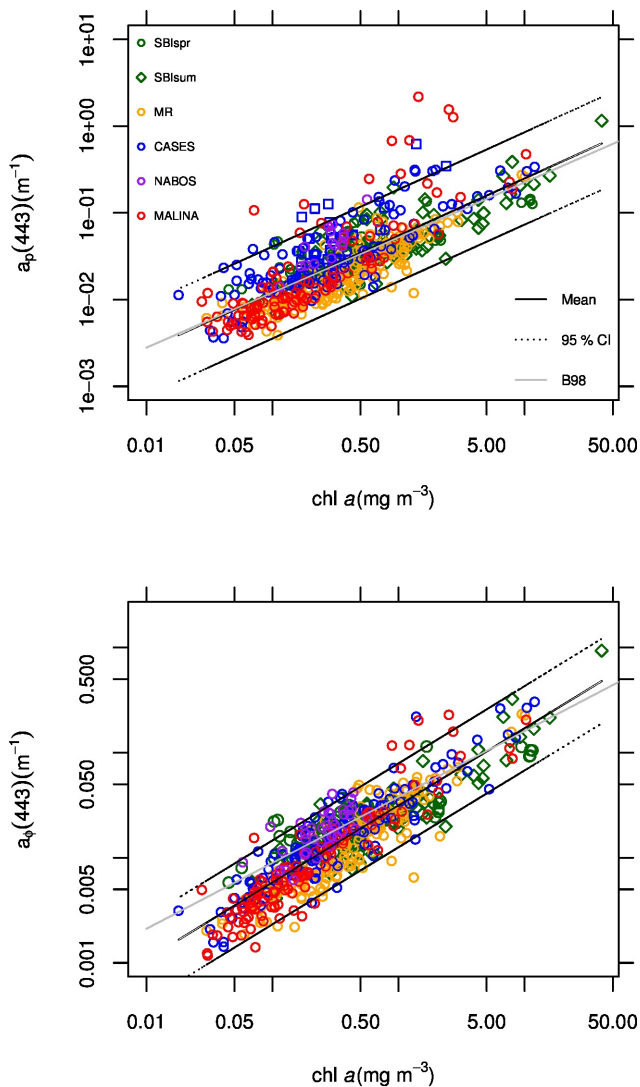 1e+01
1e+00
1e−01
1e−02
1e−03
aₚ(443)(m⁻¹)
SBIspr
SBIsum
MR
CASES
NABOS
MALINA
Mean
95 % CI
B98
0.01 0.05 0.50 5.00 50.00
chl a(mg m⁻³)
0.500
0.050
0.005
0.001
a_ϕ(443)(m⁻¹)
0.01 0.05 0.50 5.00 50.00
chl a(mg m⁻³)